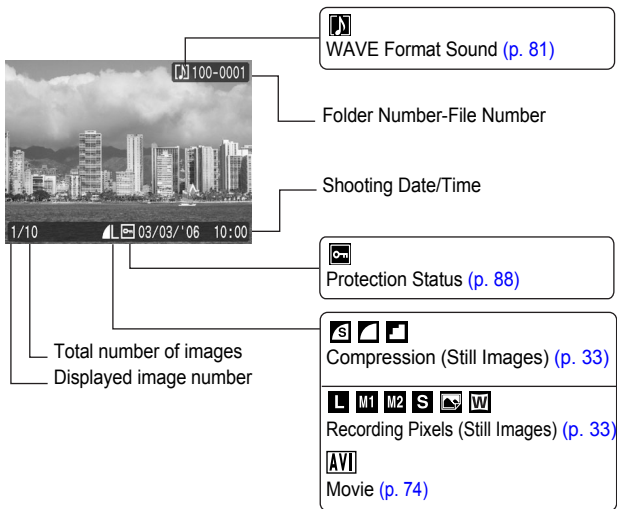 WAVE Format Sound (p. 81)
100-0001
Folder Number-File Number
Shooting Date/Time
1/10 L 03/03/'06 10:00
Protection Status (p. 88)
S
Compression (Still Images) (p. 33)
Total number of images
Displayed image number
L M1 M2 S W
Recording Pixels (Still Images) (p. 33)
AVI
Movie (p. 74)